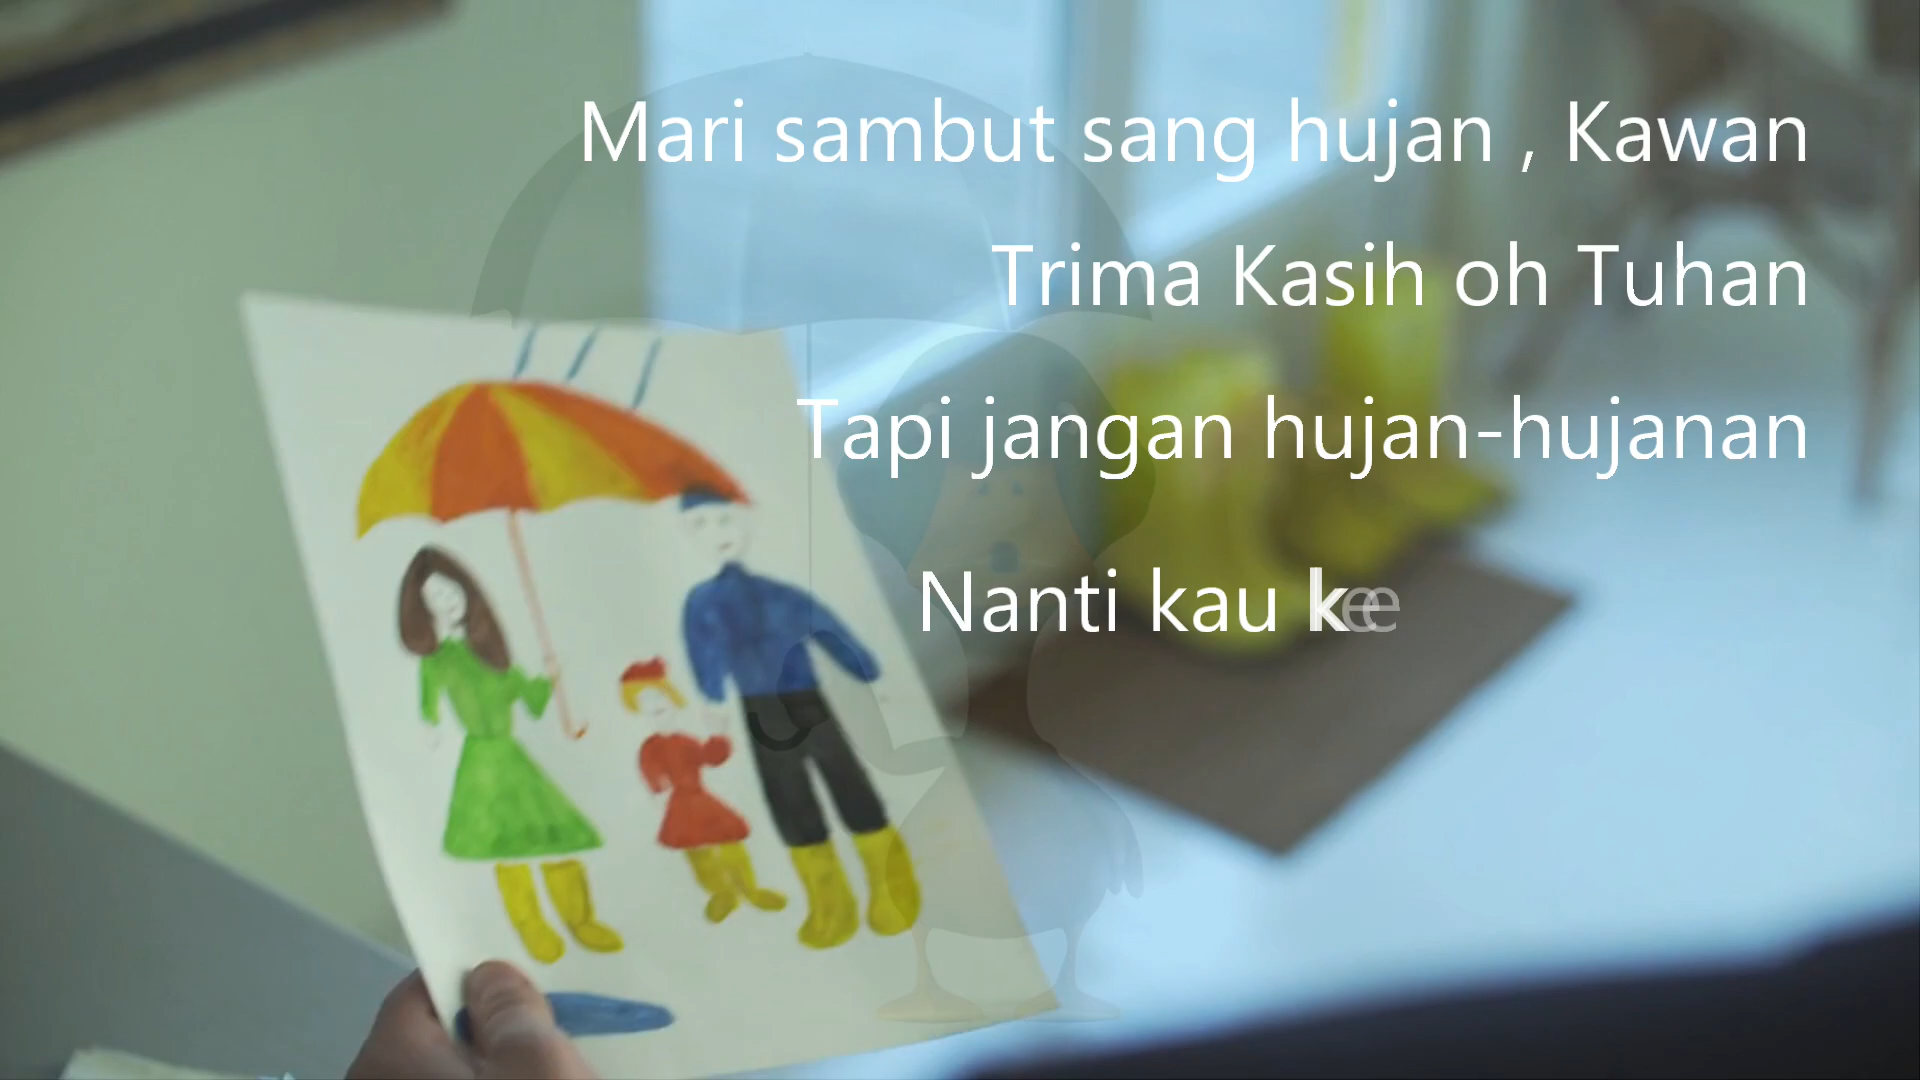 Mari sambut sang hujan , Kawan
Trima Kasih oh Tuhan
Tapi jangan hujan-hujanan
Nanti kau ke